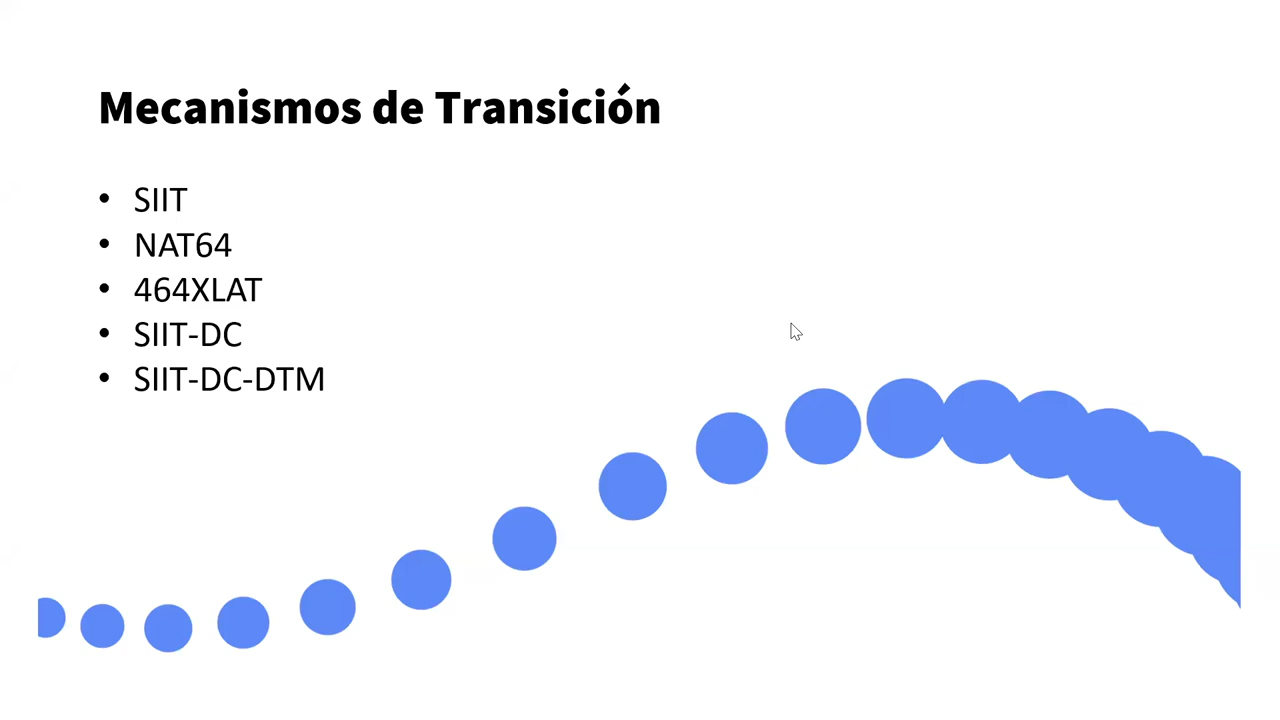 Mecanismos de Transición
• SIIT
• NAT64
• 464XLAT
• SIIT-DC
• SIIT-DC-DTM